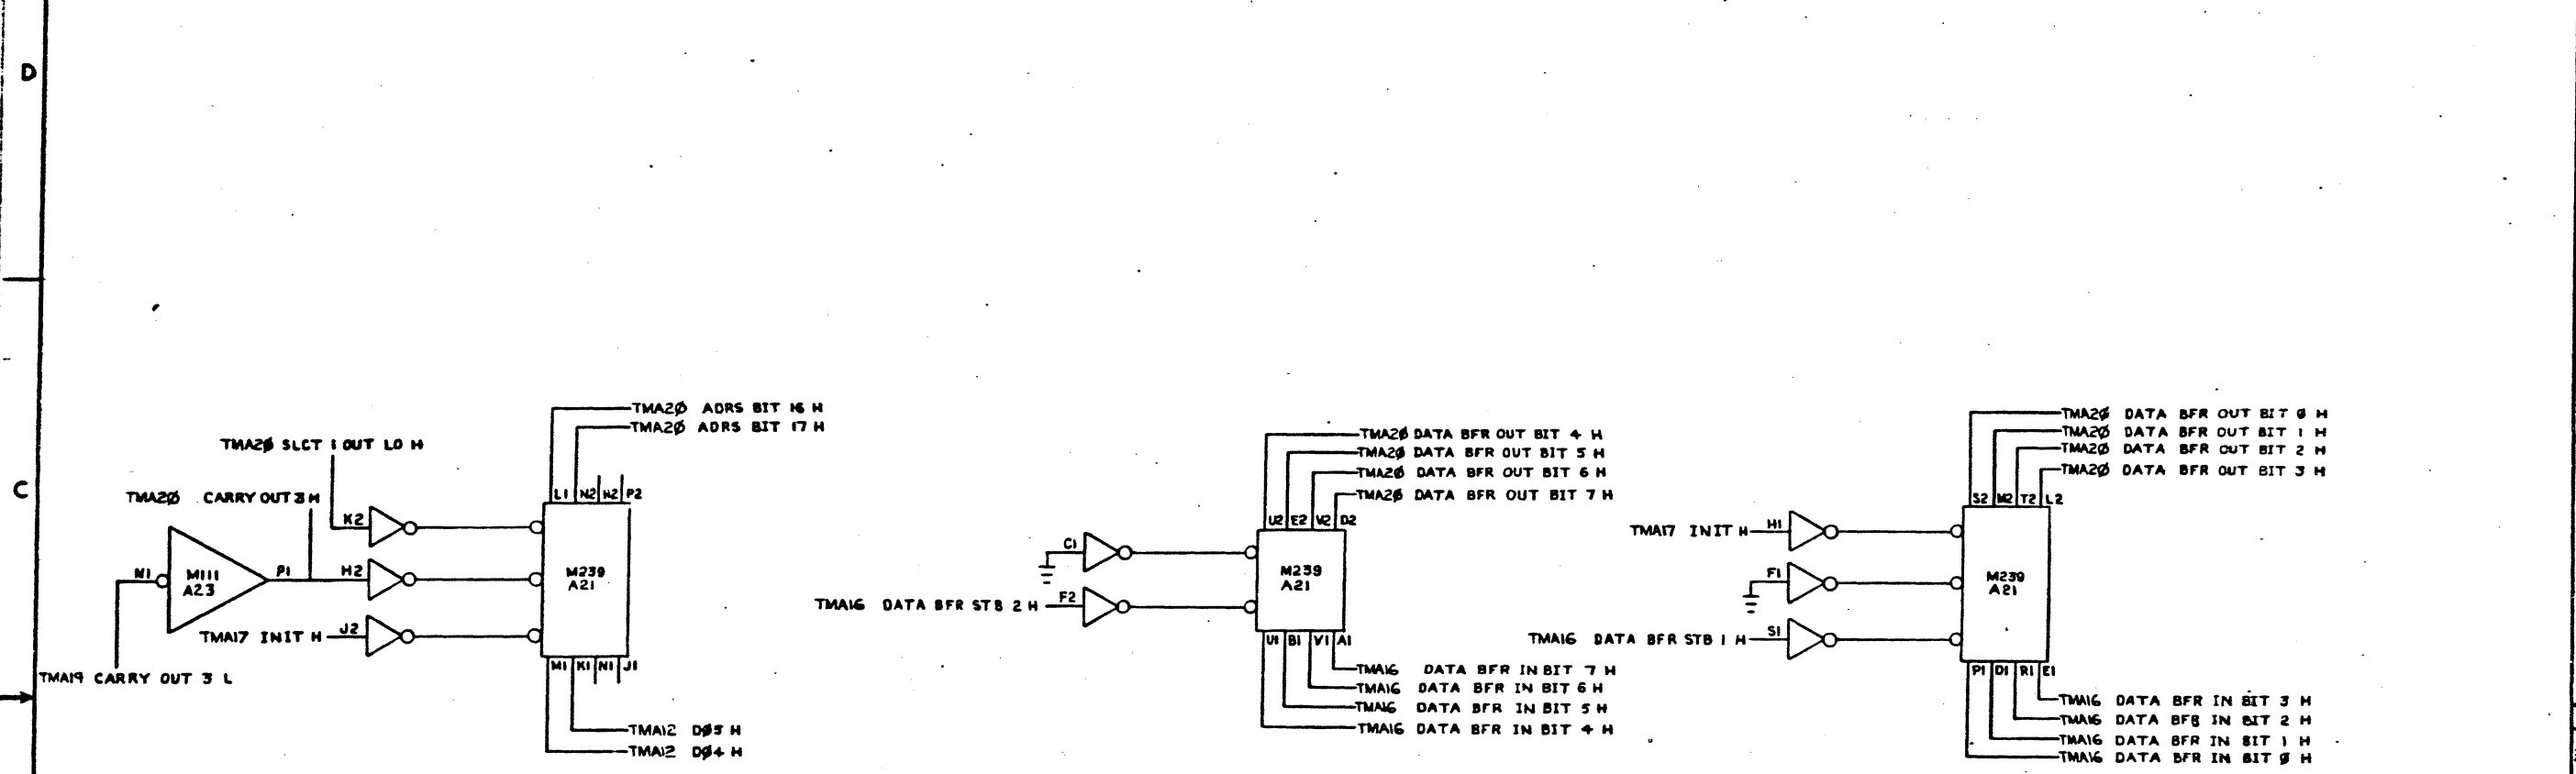 D
C
TMA2Ø ADRS BIT 16 H
TMA2Ø ADRS BIT 17 H
TMA2Ø SLCT 1 OUT LO H
TMA2Ø CARRY OUT 3 H
L1 N2 P2
K2
N1 M111 A23 P1 H2
M239
A21
TMA17 INIT H J2
M1 K1 N1 J1
TMA19 CARRY OUT 3 L
TMA12 DØ5 H
TMA12 DØ4 H
TMA2Ø DATA BFR OUT BIT 4 H
TMA2Ø DATA BFR OUT BIT 5 H
TMA2Ø DATA BFR OUT BIT 6 H
TMA2Ø DATA BFR OUT BIT 7 H
U2 E2 V2 D2
C1
M239
A21
TMA16 DATA BFR STB 2 H F2
U1 B1 V1 A1
TMA16 DATA BFR IN BIT 7 H
TMA16 DATA BFR IN BIT 6 H
TMA16 DATA BFR IN BIT 5 H
TMA16 DATA BFR IN BIT 4 H
TMA2Ø DATA BFR OUT BIT Ø H
TMA2Ø DATA BFR OUT BIT 1 H
TMA2Ø DATA BFR OUT BIT 2 H
TMA2Ø DATA BFR OUT BIT 3 H
S2 M2 T2 L2
TMA17 INIT H H1
F1
M239
A21
TMA16 DATA BFR STB 1 H S1
P1 D1 R1 E1
TMA16 DATA BFR IN BIT 3 H
TMA16 DATA BFR IN BIT 2 H
TMA16 DATA BFR IN BIT 1 H
TMA16 DATA BFR IN BIT Ø H